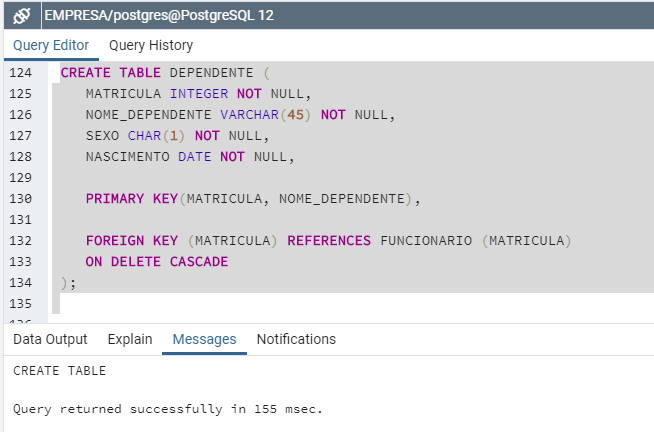 EMPRESA/postgres@PostgreSQL 12
Query Editor Query History
124 CREATE TABLE DEPENDENTE (
125 MATRICULA INTEGER NOT NULL,
126 NOME_DEPENDENTE VARCHAR(45) NOT NULL,
127 SEXO CHAR(1) NOT NULL,
128 NASCIMENTO DATE NOT NULL,
129
130 PRIMARY KEY(MATRICULA, NOME_DEPENDENTE),
131
132 FOREIGN KEY (MATRICULA) REFERENCES FUNCIONARIO (MATRICULA)
133 ON DELETE CASCADE
134 );
135
Data Output Explain Messages Notifications
CREATE TABLE
Query returned successfully in 155 msec.